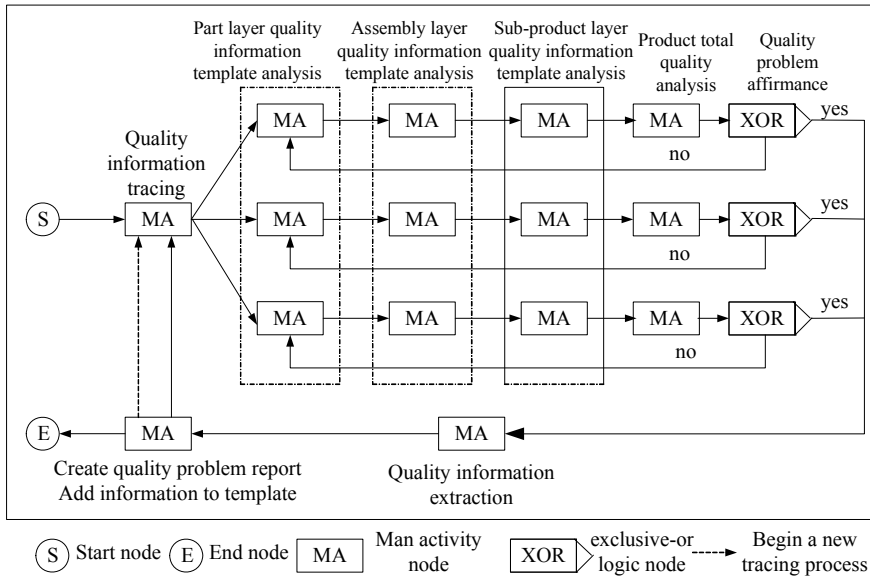 Part layer quality
information
template analysis
Assembly layer
quality information
template analysis
Sub-product layer
quality information
template analysis
Product total
quality
analysis
Quality
problem
affirmance
MA
MA
MA
MA
XOR
yes
no
Quality
information
tracing
S
MA
MA
MA
MA
MA
XOR
yes
no
MA
MA
MA
MA
XOR
yes
no
E
MA
MA
Create quality problem report
Add information to template
Quality information
extraction
S Start node
E End node
MA Man activity
node
XOR exclusive-or
logic node
Begin a new
tracing process